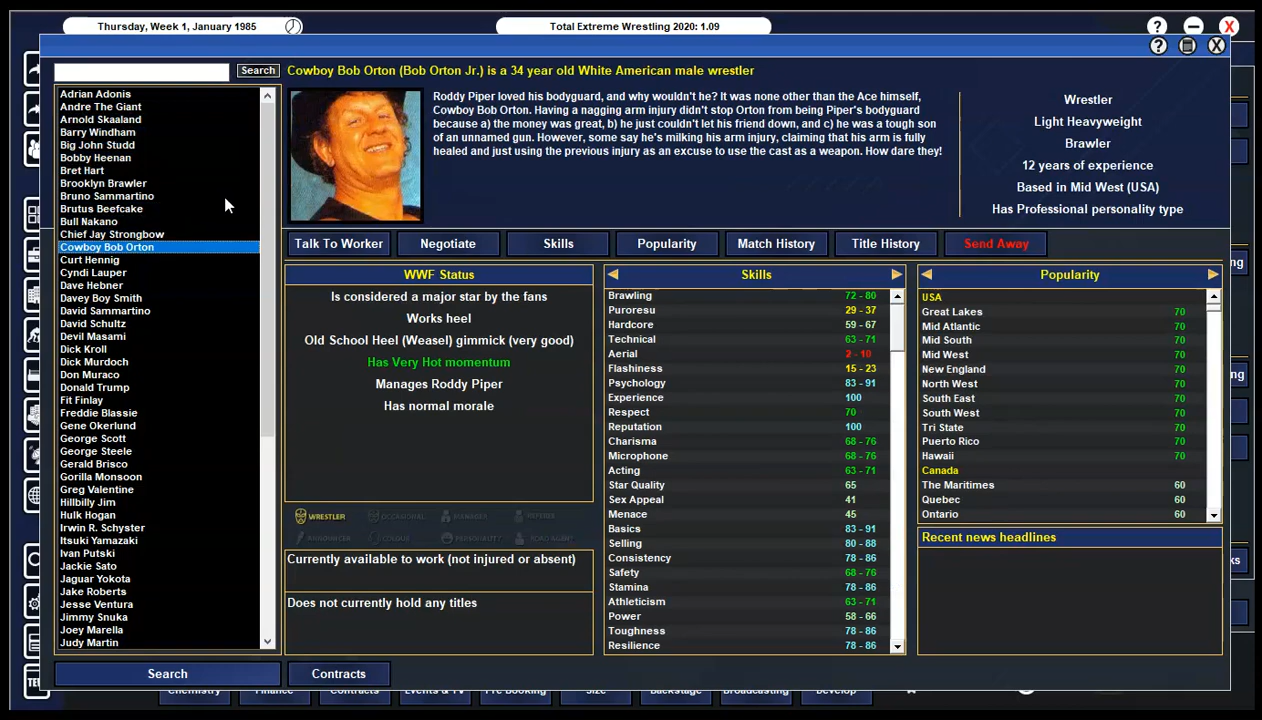 Thursday, Week 1, January 1985
Total Extreme Wrestling 2020: 1.09
? X
? X
Search
Cowboy Bob Orton (Bob Orton Jr.) is a 34 year old White American male wrestler
Adrian Adonis
Andre The Giant
Arnold Skaaland
Barry Windham
Big John Studd
Bobby Heenan
Bret Hart
Brooklyn Brawler
Bruno Sammartino
Brutus Beefcake
Bull Nakano
Chief Jay Strongbow
Cowboy Bob Orton
Curt Hennig
Cyndi Lauper
Dave Hebner
Davey Boy Smith
David Sammartino
David Schultz
Devil Masami
Dick Kroll
Dick Murdoch
Don Muraco
Donald Trump
Fit Finlay
Freddie Blassie
Gene Okerlund
George Scott
George Steele
Gerald Brisco
Gorilla Monsoon
Greg Valentine
Hillbilly Jim
Hulk Hogan
Irwin R. Schyster
Itsuki Yamazaki
Ivan Putski
Jackie Sato
Jaguar Yokota
Jake Roberts
Jesse Ventura
Jimmy Snuka
Joey Marella
Judy Martin
Roddy Piper loved his bodyguard, and why wouldn't he? It was none other than the Ace himself,
Cowboy Bob Orton. Having a nagging arm injury didn't stop Orton from being Piper's bodyguard
because a) the money was great, b) he just couldn't let his friend down, and c) he was a tough son
of an unnamed gun. However, some say he's milking his arm injury, claiming that his arm is fully
healed and just using the previous injury as an excuse to use the cast as a weapon. How dare they!
Wrestler
Light Heavyweight
Brawler
12 years of experience
Based in Mid West (USA)
Has Professional personality type
Talk To Worker Negotiate Skills Popularity Match History Title History Send Away
WWF Status
Is considered a major star by the fans
Works heel
Old School Heel (Weasel) gimmick (very good)
Has Very Hot momentum
Manages Roddy Piper
Has normal morale
WRESTLER OCCASIONAL MANAGER REFEREE
ANNOUNCER COLOUR PERSONALITY ROAD AGENT
Currently available to work (not injured or absent)
Does not currently hold any titles
Skills
Brawling 72 - 80
Puroresu 29 - 37
Hardcore 59 - 67
Technical 63 - 71
Aerial 2 - 10
Flashiness 15 - 23
Psychology 83 - 91
Experience 100
Respect 70
Reputation 100
Charisma 68 - 76
Microphone 68 - 76
Acting 63 - 71
Star Quality 65
Sex Appeal 41
Menace 45
Basics 83 - 91
Selling 80 - 88
Consistency 78 - 86
Safety 68 - 76
Stamina 78 - 86
Athleticism 63 - 71
Power 58 - 66
Toughness 78 - 86
Resilience 78 - 86
Popularity
USA
Great Lakes 70
Mid Atlantic 70
Mid South 70
Mid West 70
New England 70
North West 70
South East 70
South West 70
Tri State 70
Puerto Rico 70
Hawaii 70
Canada
The Maritimes 60
Quebec 60
Ontario 60
Recent news headlines
Search Contracts
Chemistry Finance Contracts Events & TV Pre Booking Size Backstage Broadcasting Develop